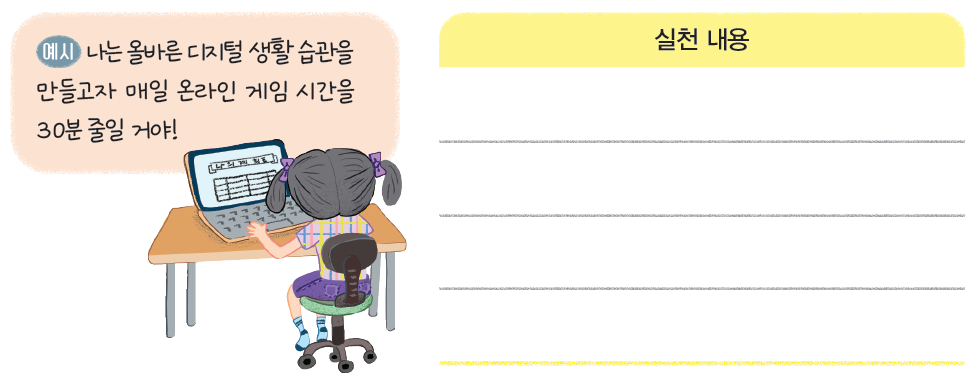 예시 나는 올바른 디지털 생활 습관을
만들고자 매일 온라인 게임 시간을
30분 줄일 거야!
실천 내용